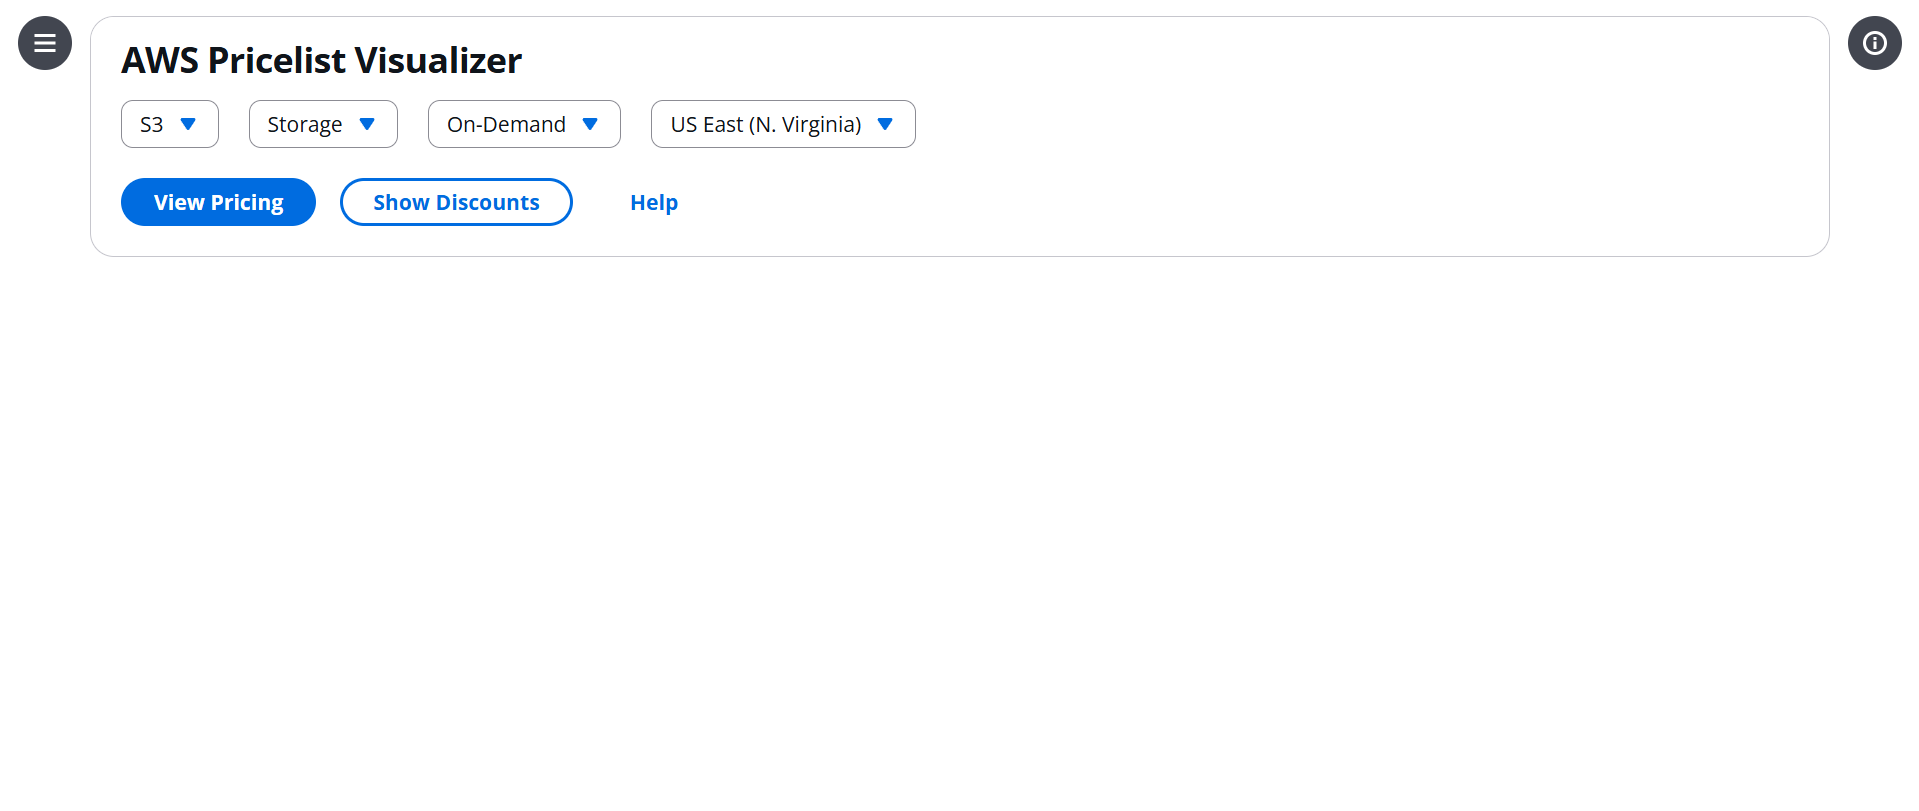 AWS Pricelist Visualizer
S3 Storage On-Demand US East (N. Virginia)
View Pricing Show Discounts Help